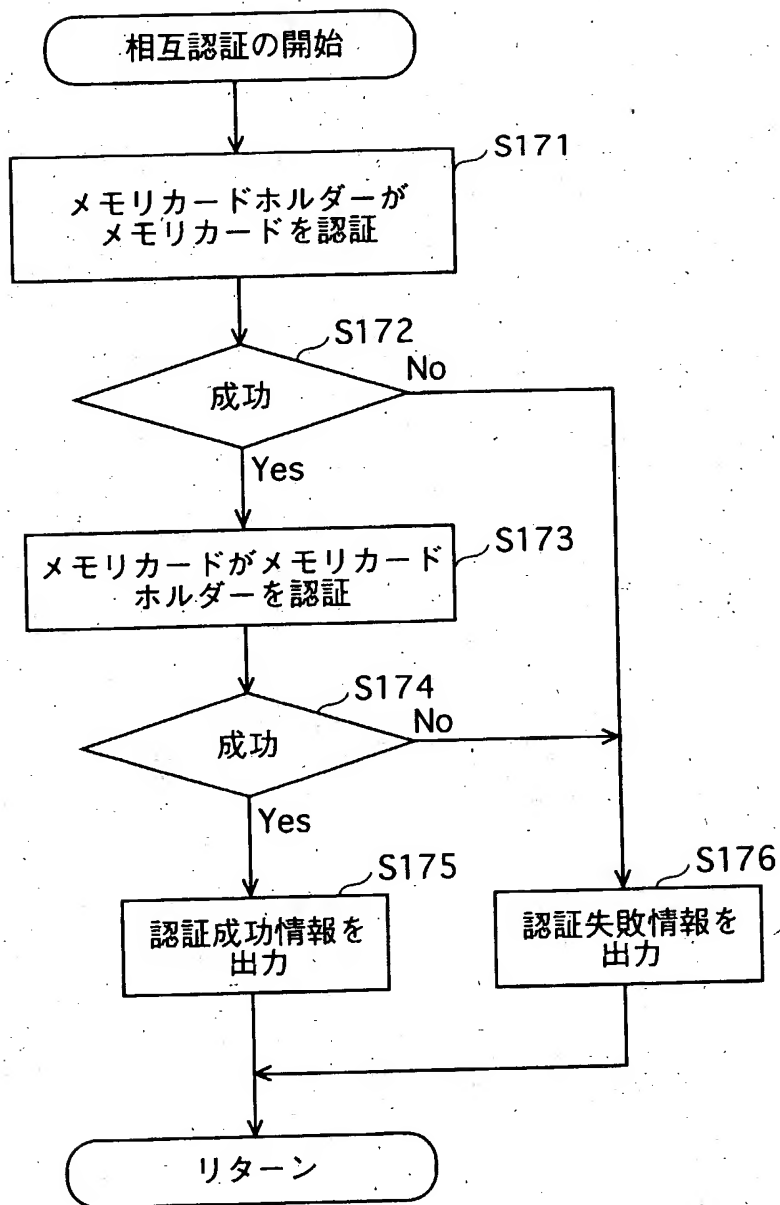 相互認証の開始
S171
メモリカードホルダーが
メモリカードを認証
S172
成功
No
Yes
S173
メモリカードがメモリカード
ホルダーを認証
S174
成功
No
Yes
S175
認証成功情報を
出力
S176
認証失敗情報を
出力
リターン